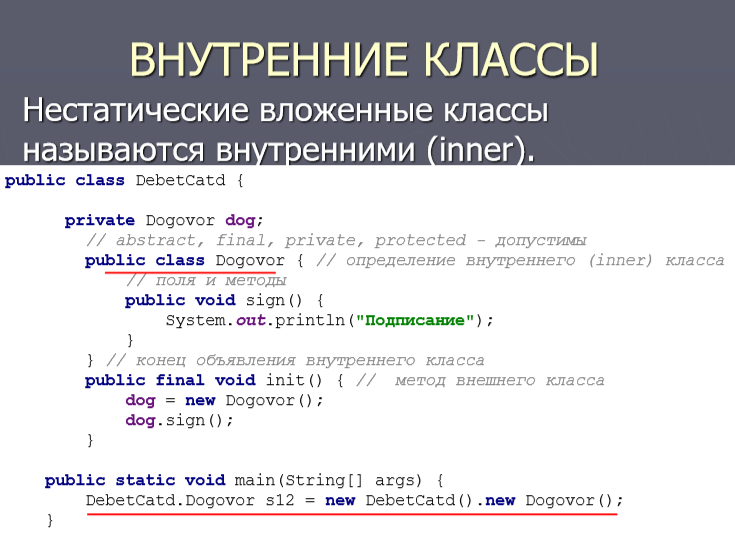 ВНУТРЕННИЕ КЛАССЫ
Нестатические вложенные классы
называются внутренними (inner).
public class DebetCatd {
private Dogovor dog;
// abstract, final, private, protected - допустимы
public class Dogovor { // определение внутреннего (inner) класса
// поля и методы
public void sign() {
System.out.println("Подписание");
}
} // конец объявления внутреннего класса
public final void init() { //  метод внешнего класса
dog = new Dogovor();
dog.sign();
}
public static void main(String[] args) {
DebetCatd.Dogovor s12 = new DebetCatd().new Dogovor();
}